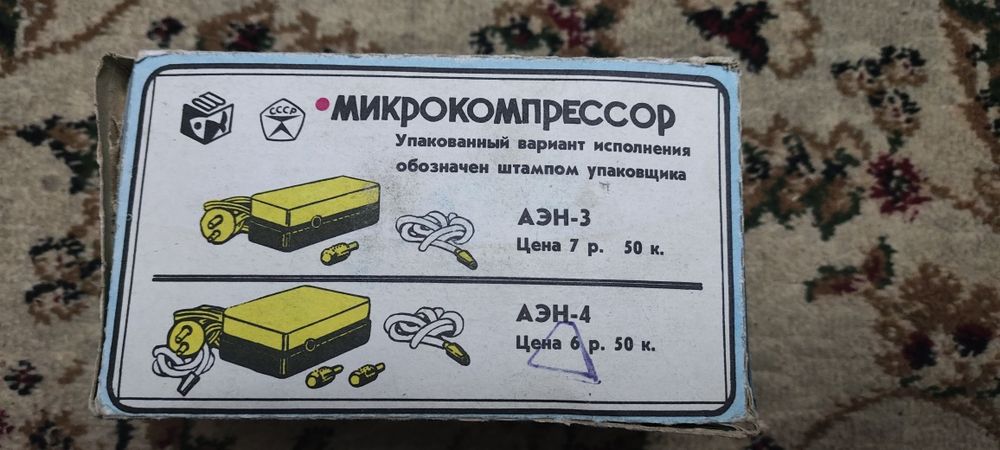 СССР
МИКРОКОМПРЕССОР
Упакованный вариант исполнения
обозначен штампом упаковщика
АЭН-3
Цена 7 р. 50 к.
АЭН-4
Цена 6 р. 50 к.